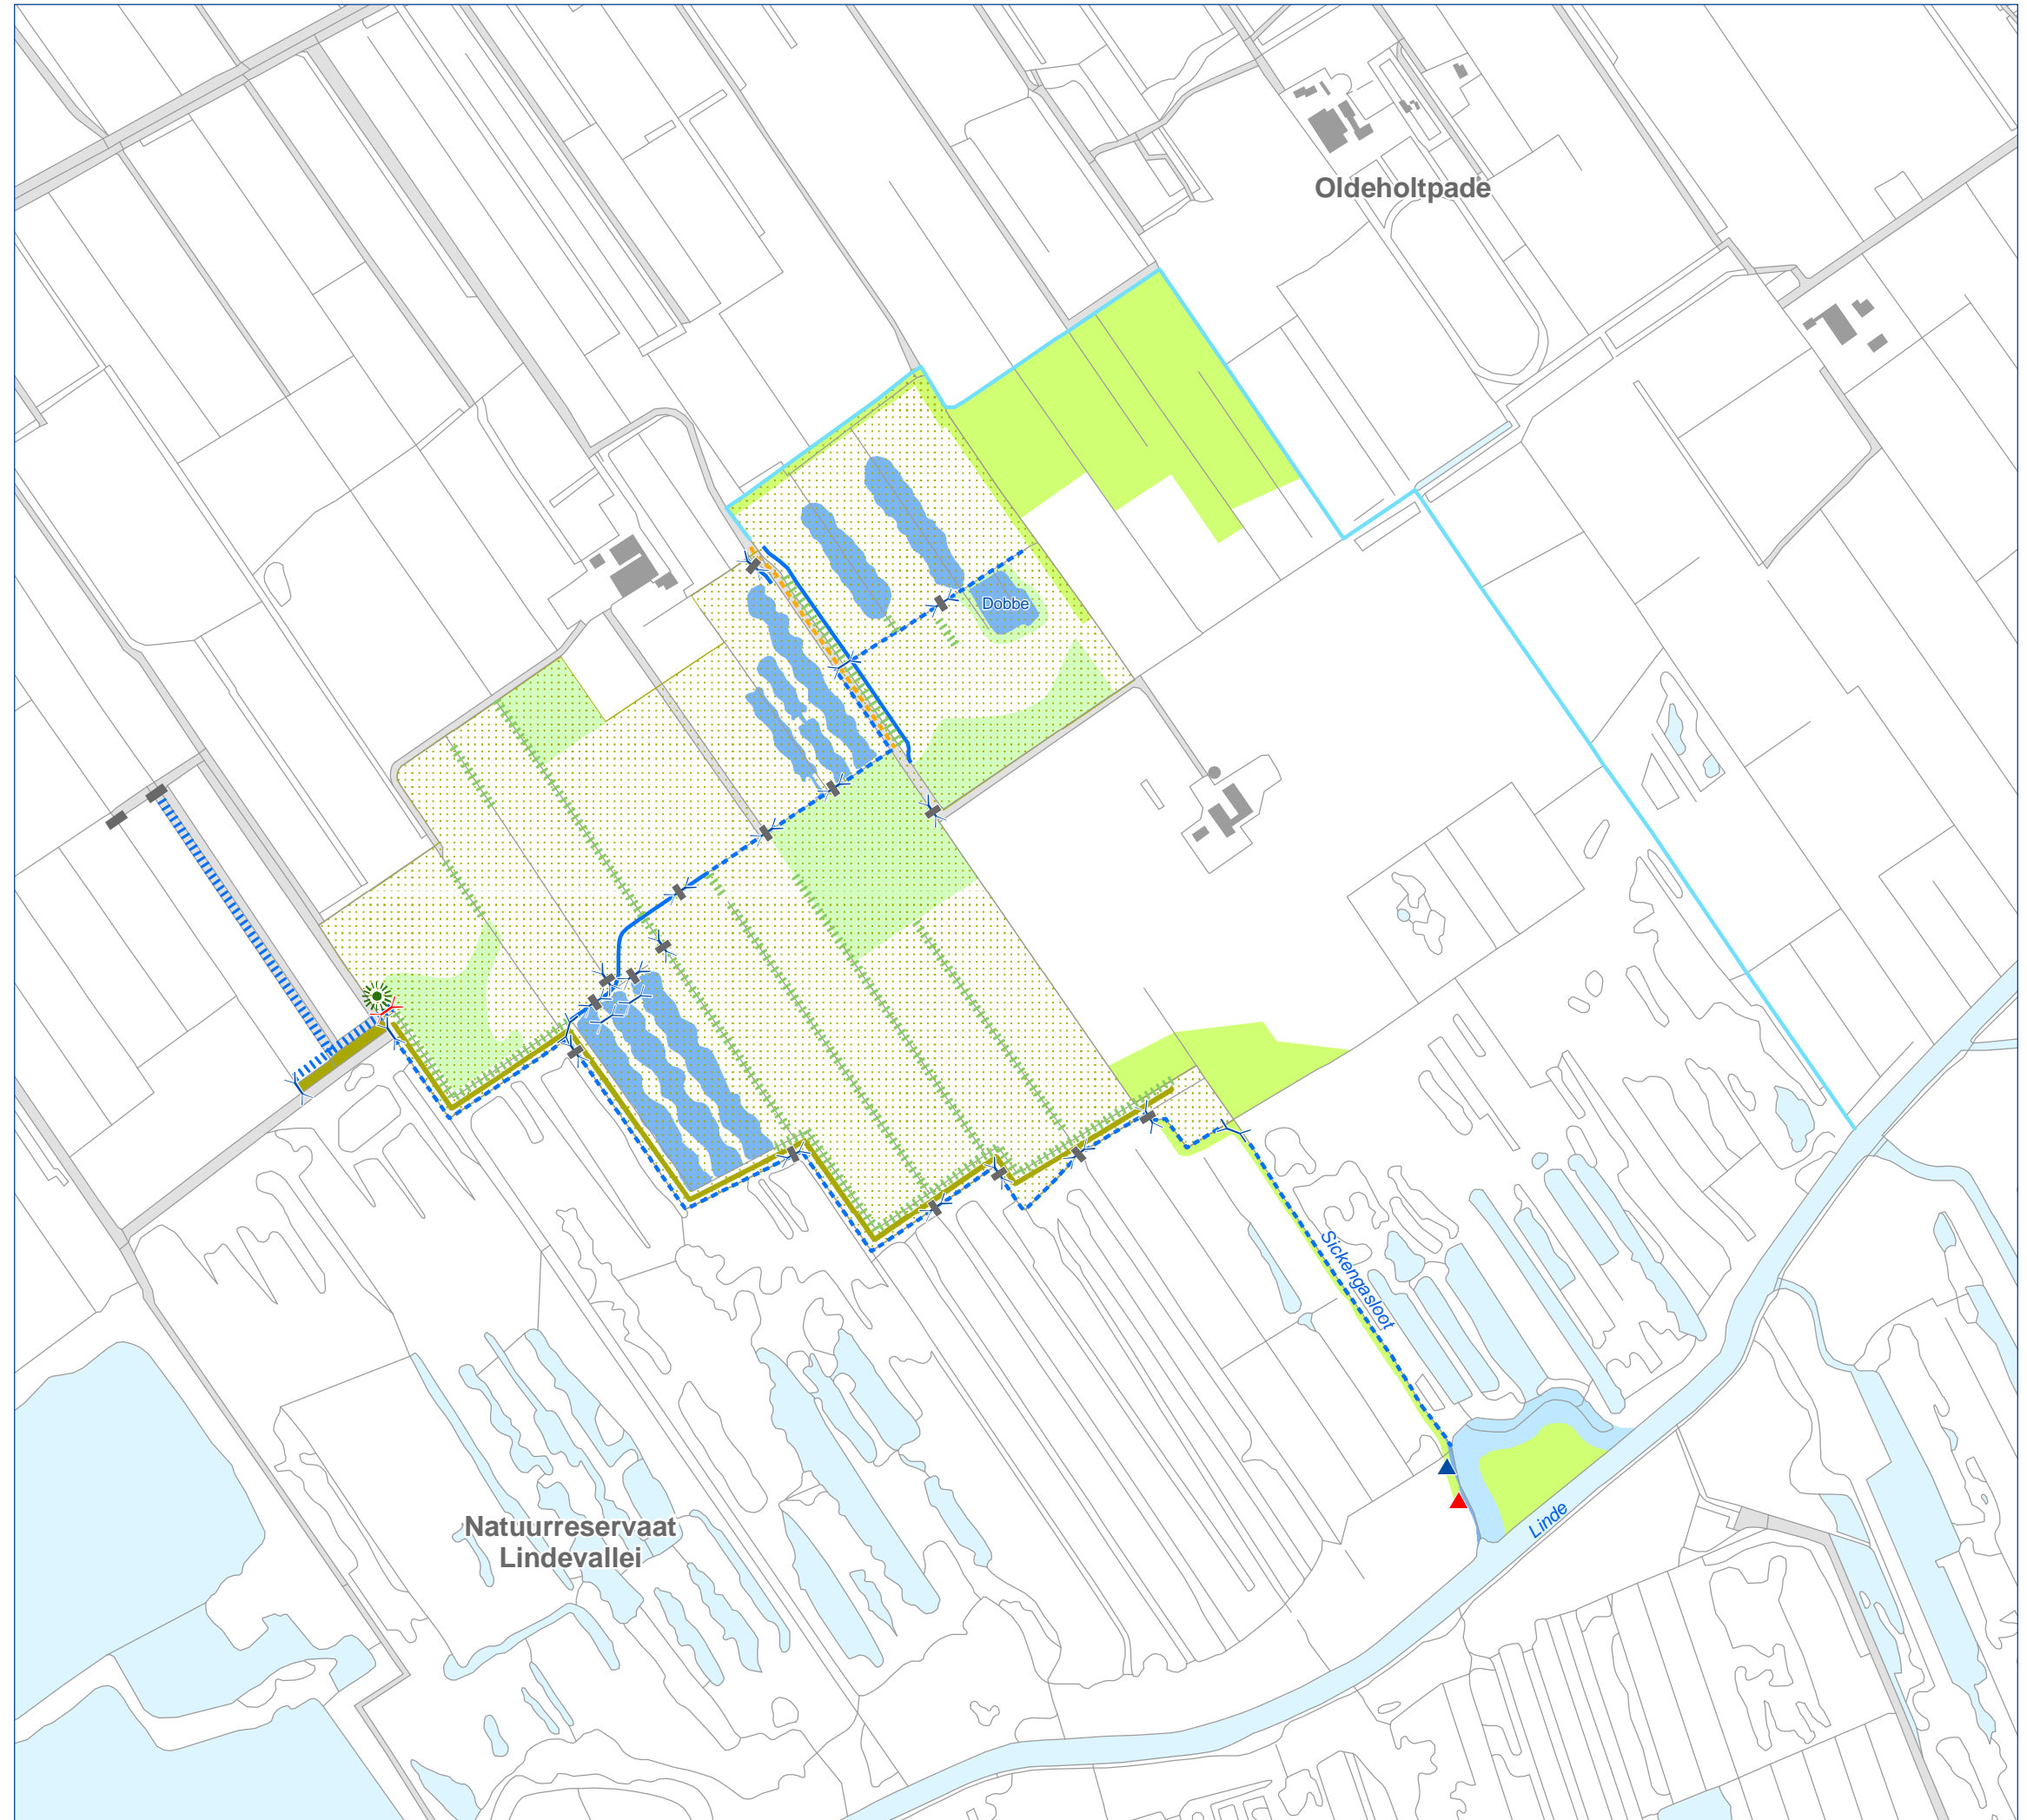 Oldeholtpade
Dobbe
Sickengasloot
Linde
Natuurreservaat
Lindevallei